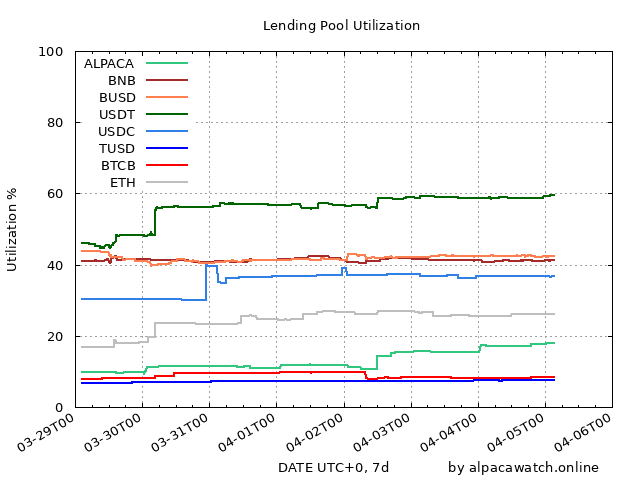 Lending Pool Utilization
100
80
60
40
20
0
Utilization %
ALPACA
BNB
BUSD
USDT
USDC
TUSD
BTCB
ETH
03-29T00
03-30T00
03-31T00
04-01T00
04-02T00
04-03T00
04-04T00
04-05T00
04-06T00
DATE UTC+0, 7d
by alpacawatch.online